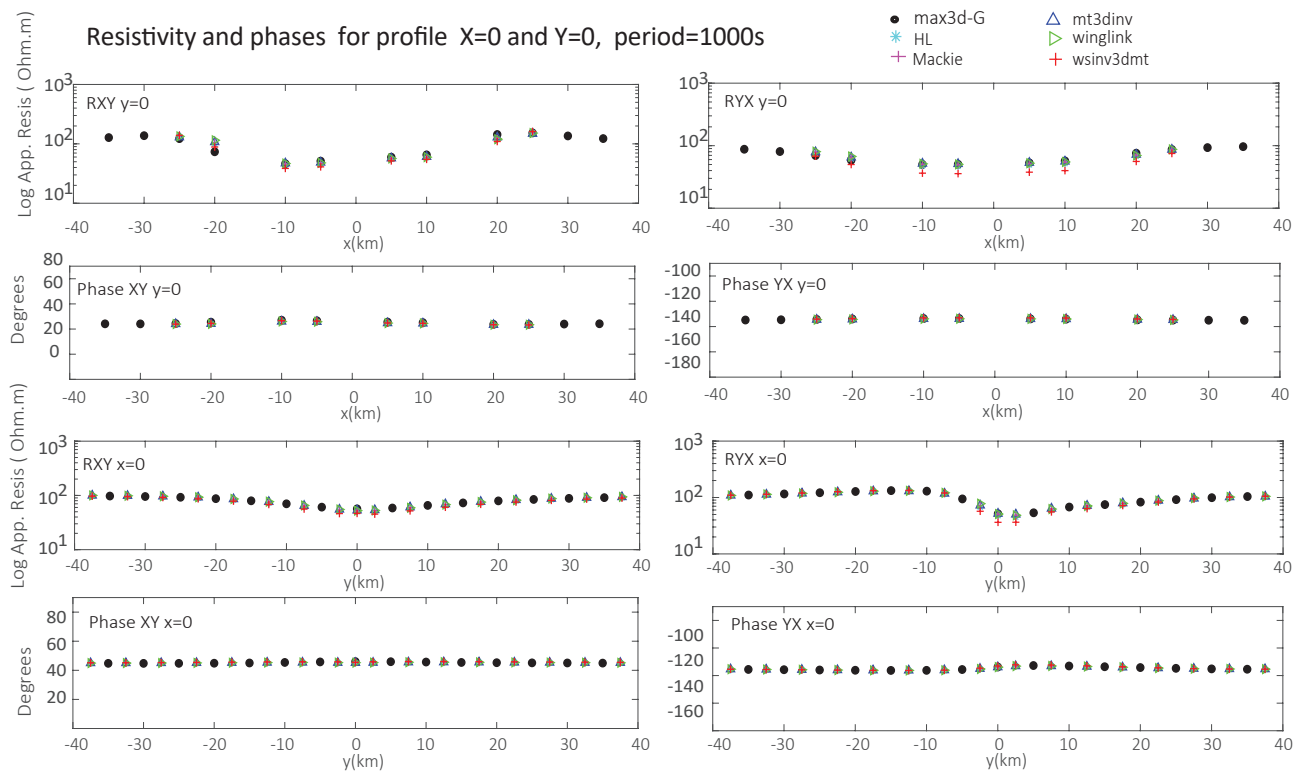 Resistivity and phases for profile X=0 and Y=0, period=1000s
max3d-G
HL
Mackie
mt3dinv
winglink
wsinv3dmt
Log App. Resis ( Ohm.m)
10³
10²
10¹
RXY y=0
-40 -30 -20 -10 0 10 20 30 40
x(km)
10³
10²
10¹
RYX y=0
-40 -30 -20 -10 0 10 20 30 40
x(km)
Degrees
80
60
40
20
0
Phase XY y=0
-40 -30 -20 -10 0 10 20 30 40
x(km)
-100
-120
-140
-160
-180
Phase YX y=0
-40 -30 -20 -10 0 10 20 30 40
x(km)
Log App. Resis ( Ohm.m)
10³
10²
10¹
RXY x=0
-40 -30 -20 -10 0 10 20 30 40
y(km)
10³
10²
10¹
RYX x=0
-40 -30 -20 -10 0 10 20 30 40
y(km)
Degrees
80
60
40
20
Phase XY x=0
-40 -30 -20 -10 0 10 20 30 40
y(km)
-100
-120
-140
-160
Phase YX x=0
-40 -30 -20 -10 0 10 20 30 40
y(km)